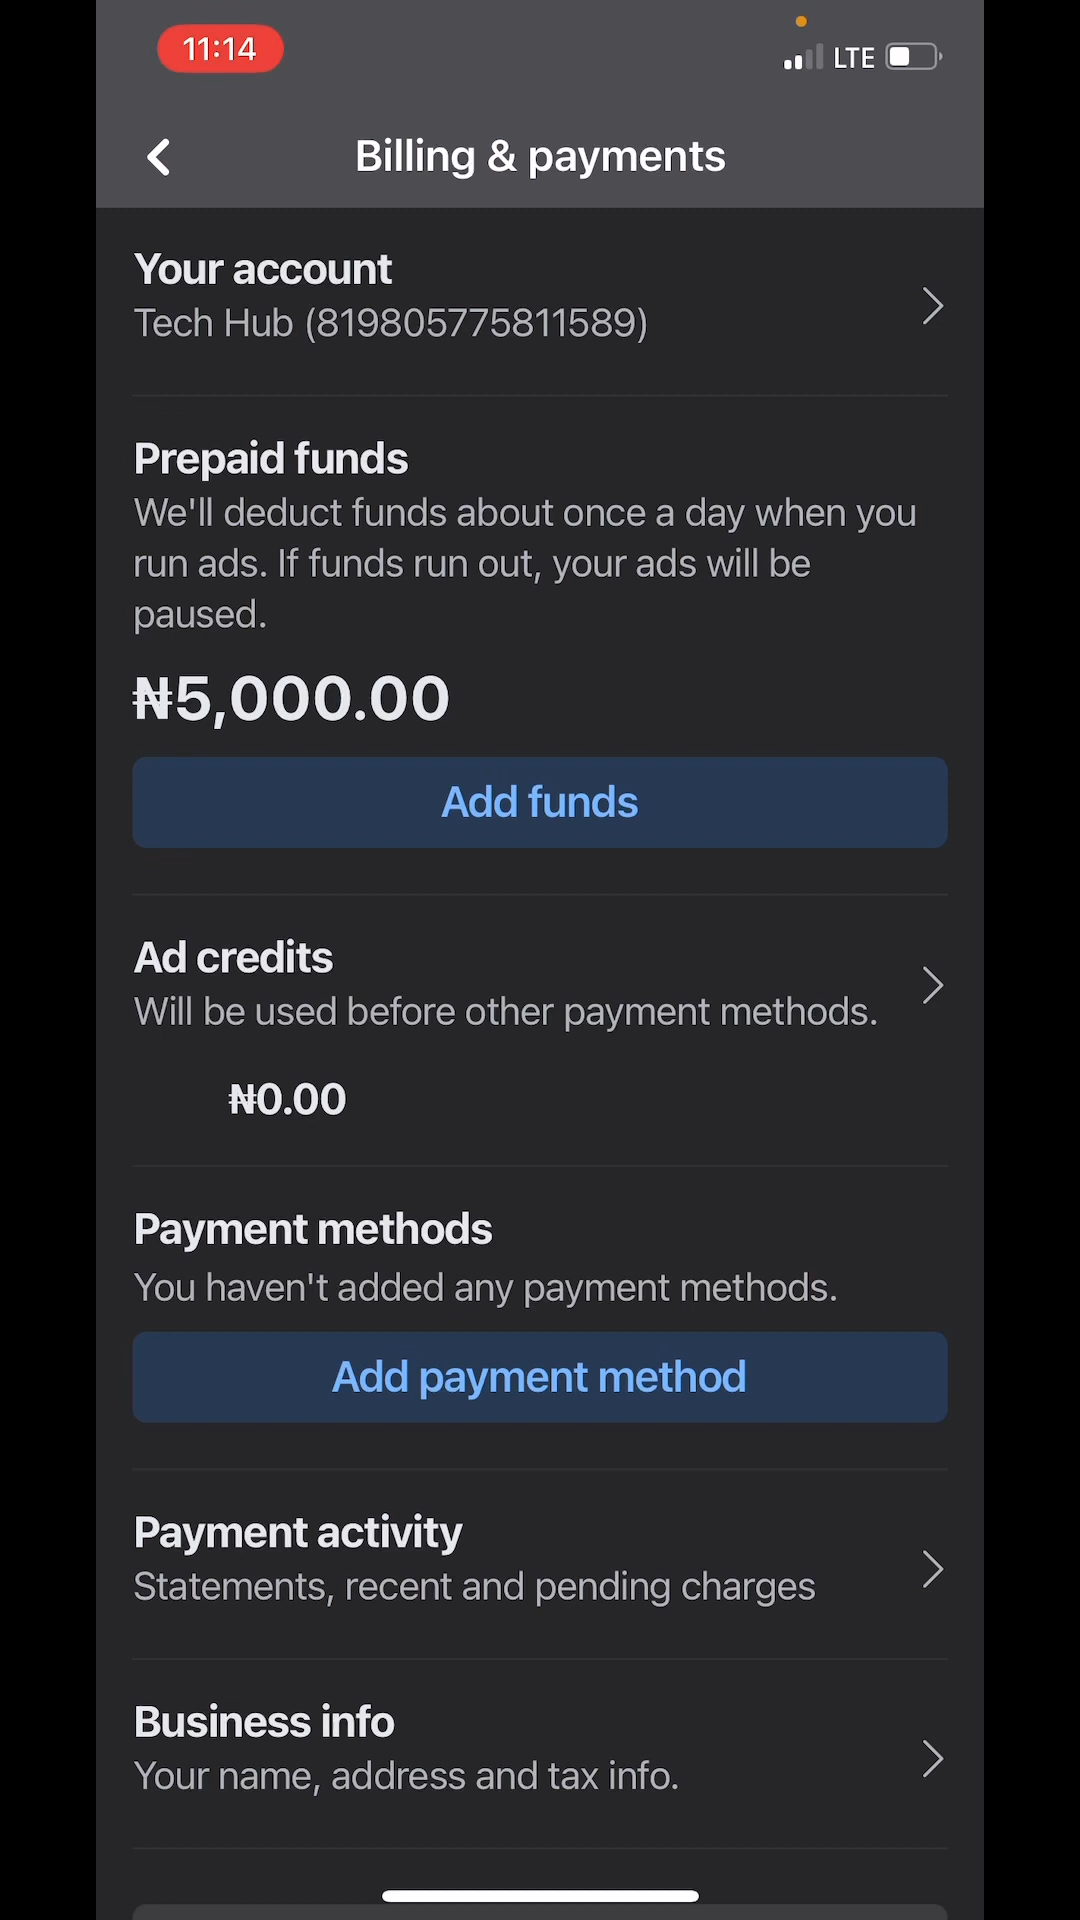 11:14
LTE
Billing & payments
Your account
Tech Hub (819805775811589)
Prepaid funds
We'll deduct funds about once a day when you
run ads. If funds run out, your ads will be
paused.
₦5,000.00
Add funds
Ad credits
Will be used before other payment methods.
₦0.00
Payment methods
You haven't added any payment methods.
Add payment method
Payment activity
Statements, recent and pending charges
Business info
Your name, address and tax info.